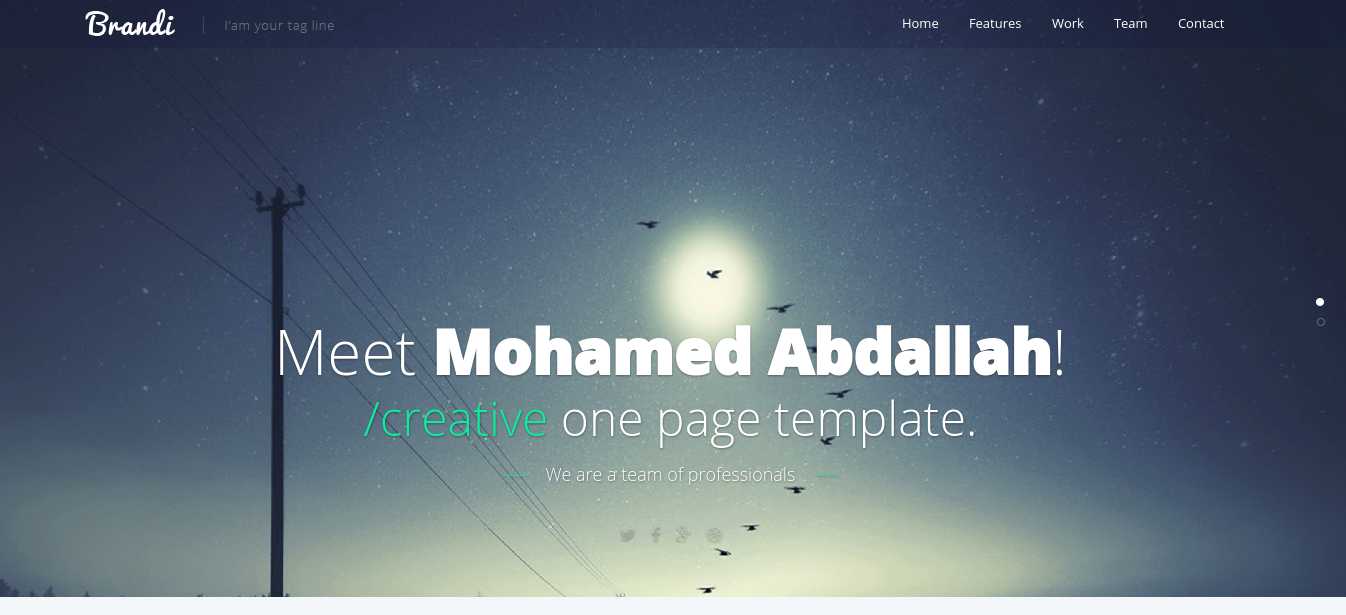 Brandi
I'am your tag line
Home Features Work Team Contact
Meet Mohamed Abdallah!
/creative one page template.
We are a team of professionals